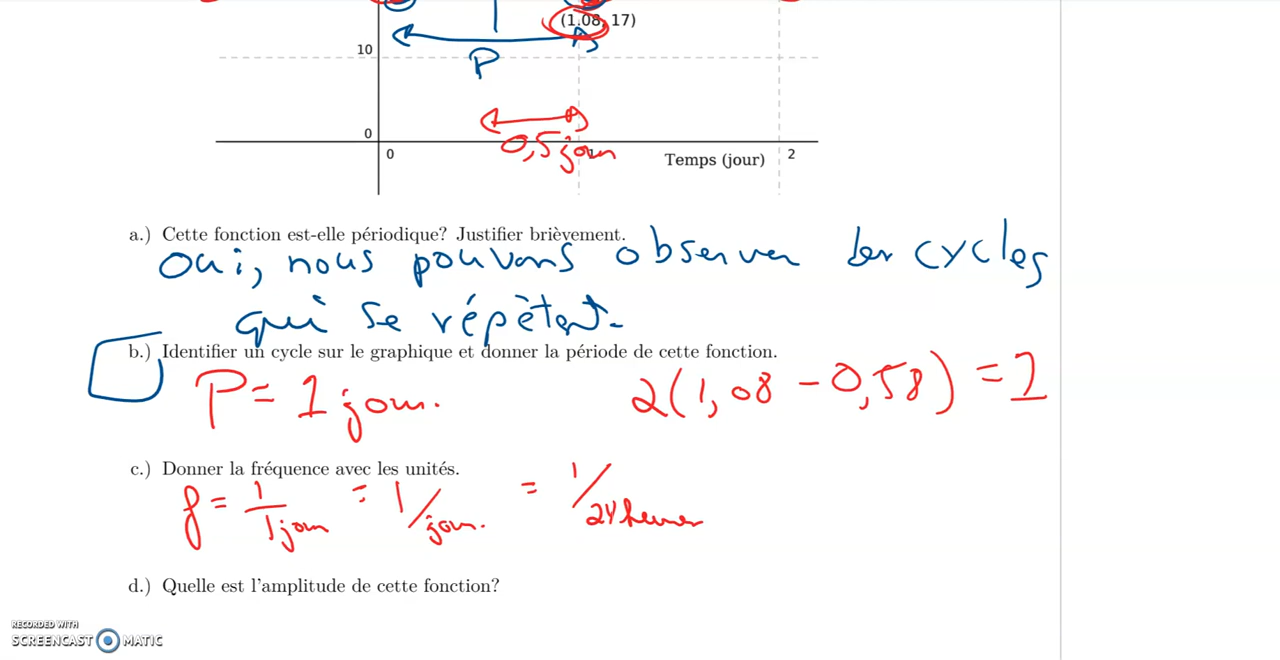 (1.08, 17)
10
P
0
0,5 jour
0 1 Temps (jour) 2
a.) Cette fonction est-elle périodique? Justifier brièvement.
oui, nous pouvons observer des cycles
qui se répètent.
b.) Identifier un cycle sur le graphique et donner la période de cette fonction.
P = 1 jour. 2(1,08 - 0,58) = 1
c.) Donner la fréquence avec les unités.
f = 1/1 jour = 1/jour. = 1/24 heures
d.) Quelle est l'amplitude de cette fonction?
RECORDED WITH
SCREENCAST MATIC